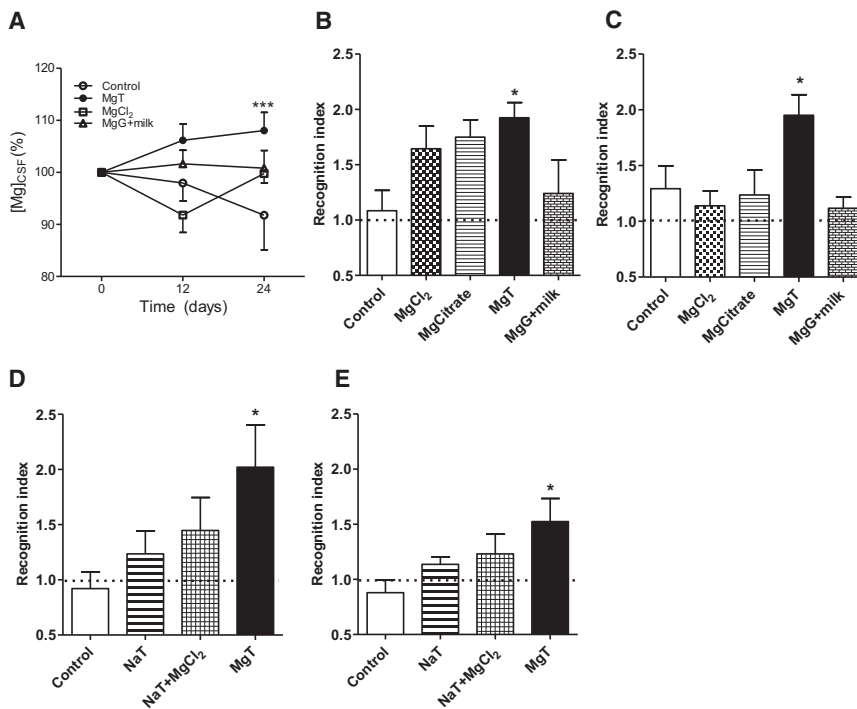 A
120
110
100
90
80
[Mg]CSF (%)
Control
MgT
MgCl2
MgG+milk
***
0
12
24
Time (days)
B
2.5
2.0
1.5
1.0
0.5
Recognition index
*
Control
MgCl2
MgCitrate
MgT
MgG+milk
C
2.5
2.0
1.5
1.0
0.5
Recognition index
*
Control
MgCl2
MgCitrate
MgT
MgG+milk
D
2.5
2.0
1.5
1.0
0.5
Recognition index
*
Control
NaT
NaT+MgCl2
MgT
E
2.5
2.0
1.5
1.0
0.5
Recognition index
*
Control
NaT
NaT+MgCl2
MgT